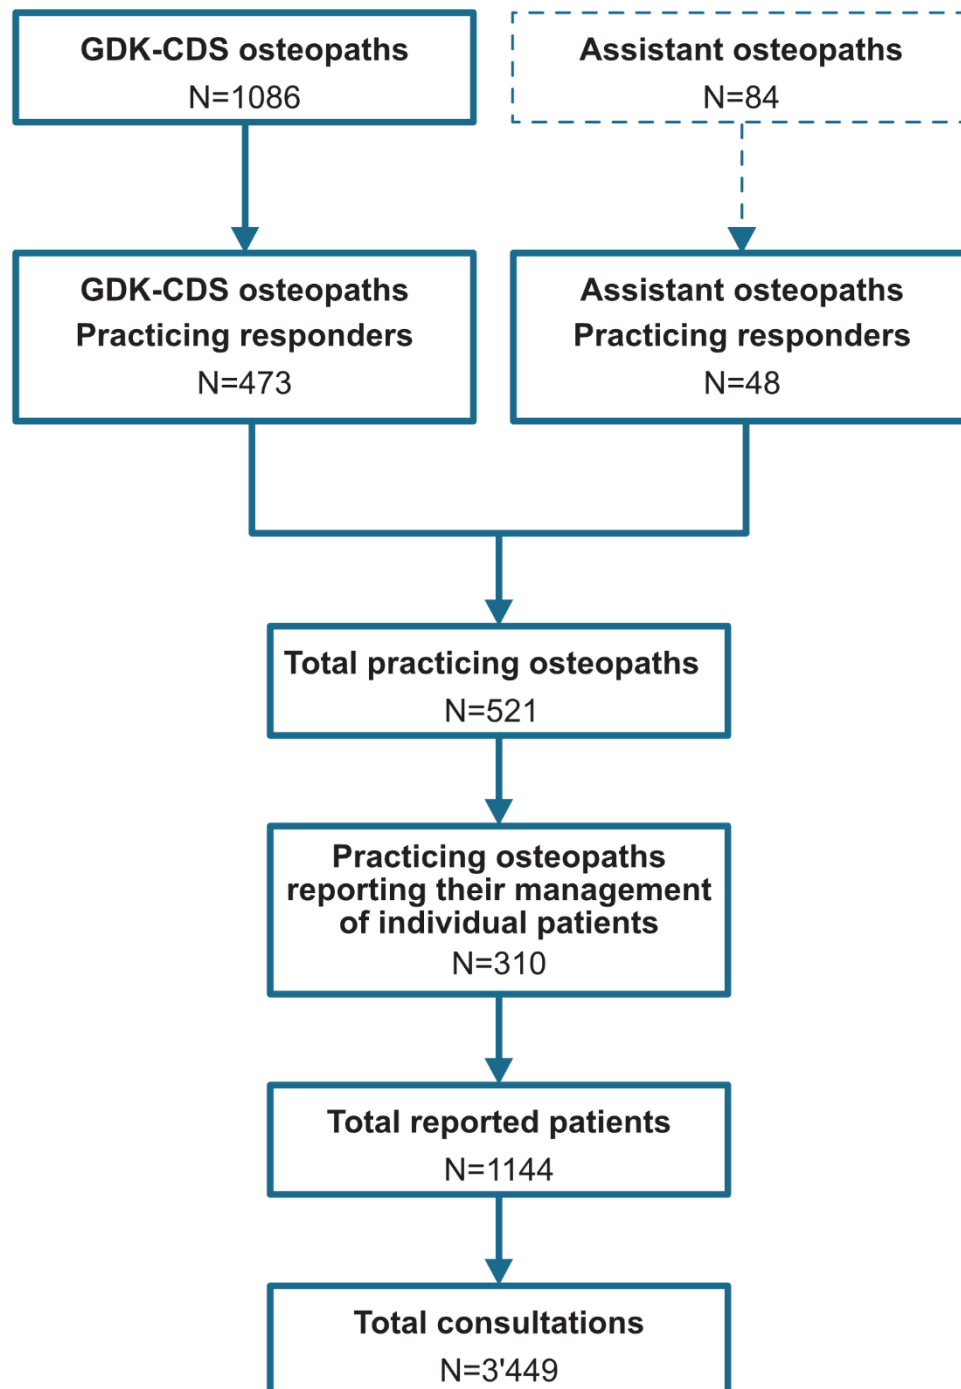 GDK-CDS osteopaths
N=1086
Assistant osteopaths
N=84
GDK-CDS osteopaths
Practicing responders
N=473
Assistant osteopaths
Practicing responders
N=48
Total practicing osteopaths
N=521
Practicing osteopaths
reporting their management
of individual patients
N=310
Total reported patients
N=1144
Total consultations
N=3'449